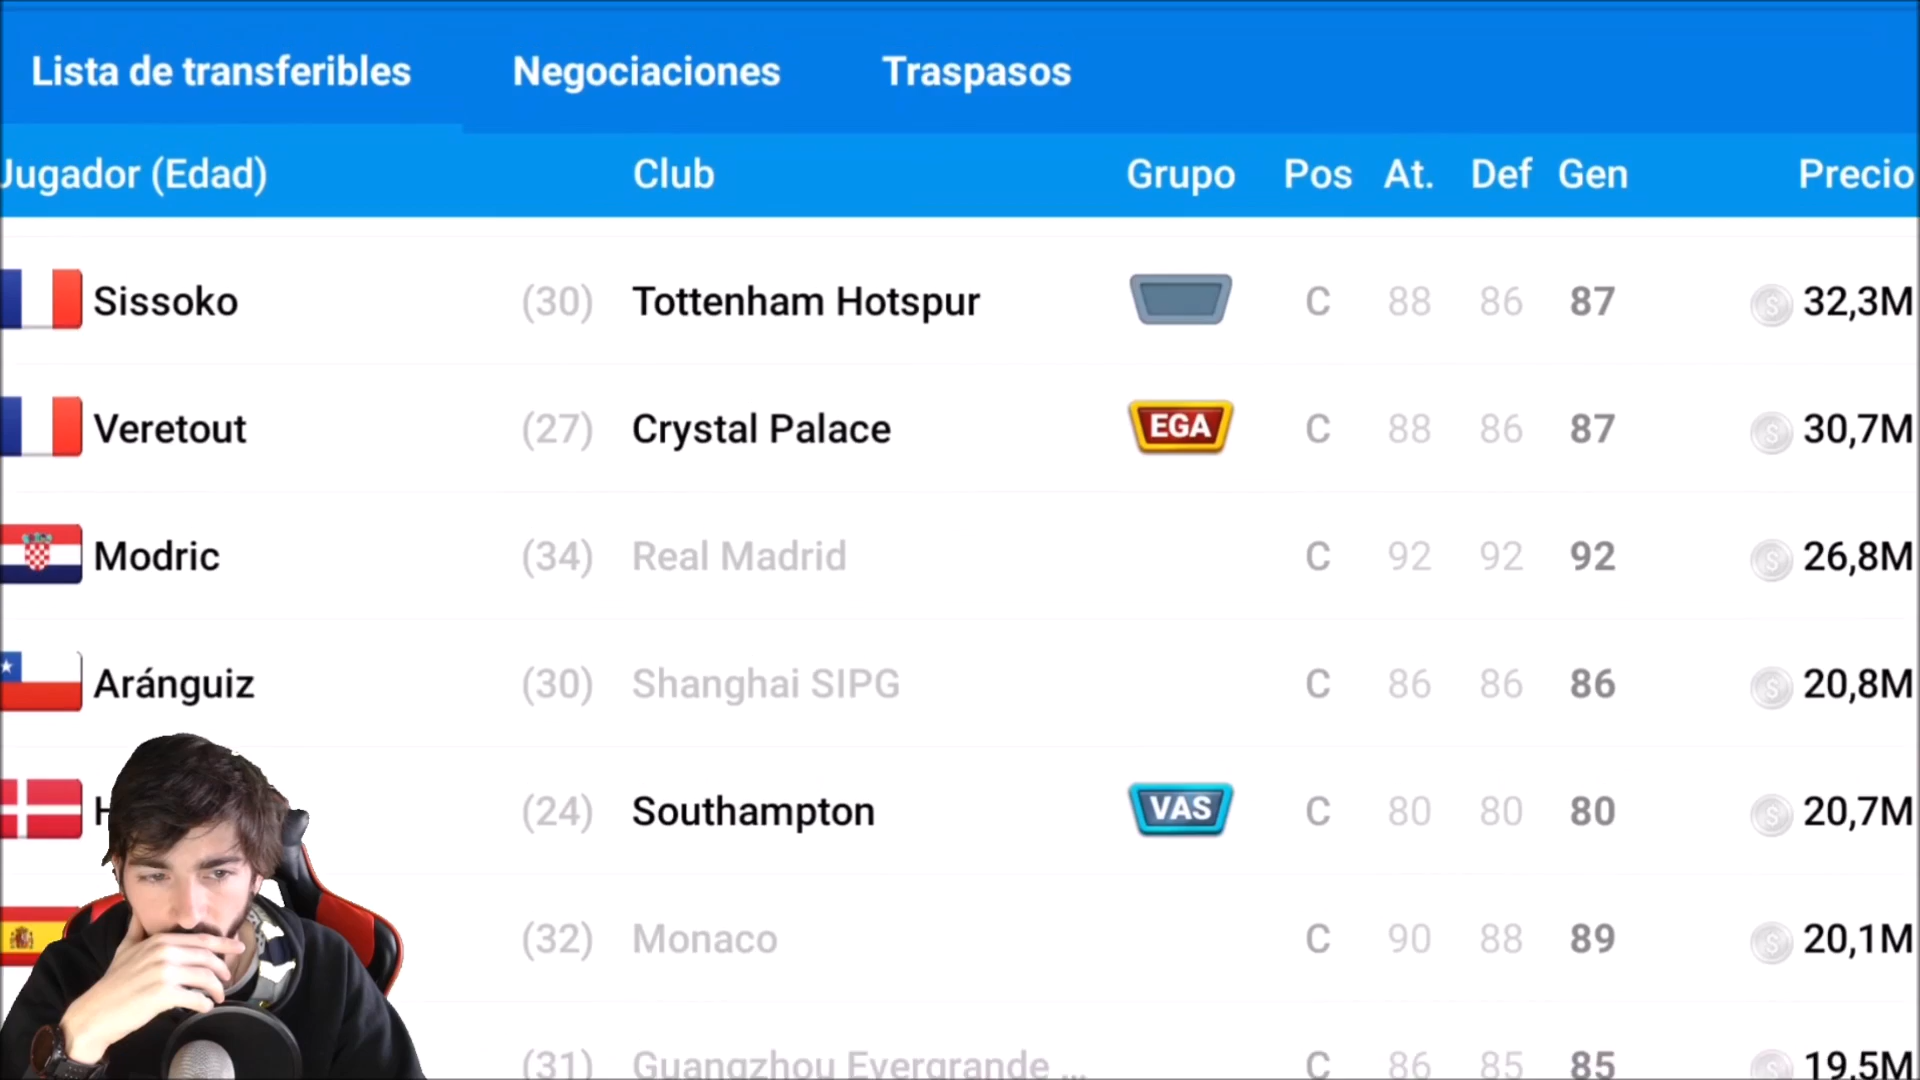 Lista de transferibles Negociaciones Traspasos
Jugador (Edad) Club Grupo Pos At. Def Gen Precio
Sissoko (30) Tottenham Hotspur C 88 86 87 32,3M
Veretout (27) Crystal Palace EGA C 88 86 87 30,7M
Modric (34) Real Madrid C 92 92 92 26,8M
Aránguiz (30) Shanghai SIPG C 86 86 86 20,8M
(24) Southampton VAS C 80 80 80 20,7M
(32) Monaco C 90 88 89 20,1M
(31) Guangzhou Evergrande ... C 86 85 85 19,5M